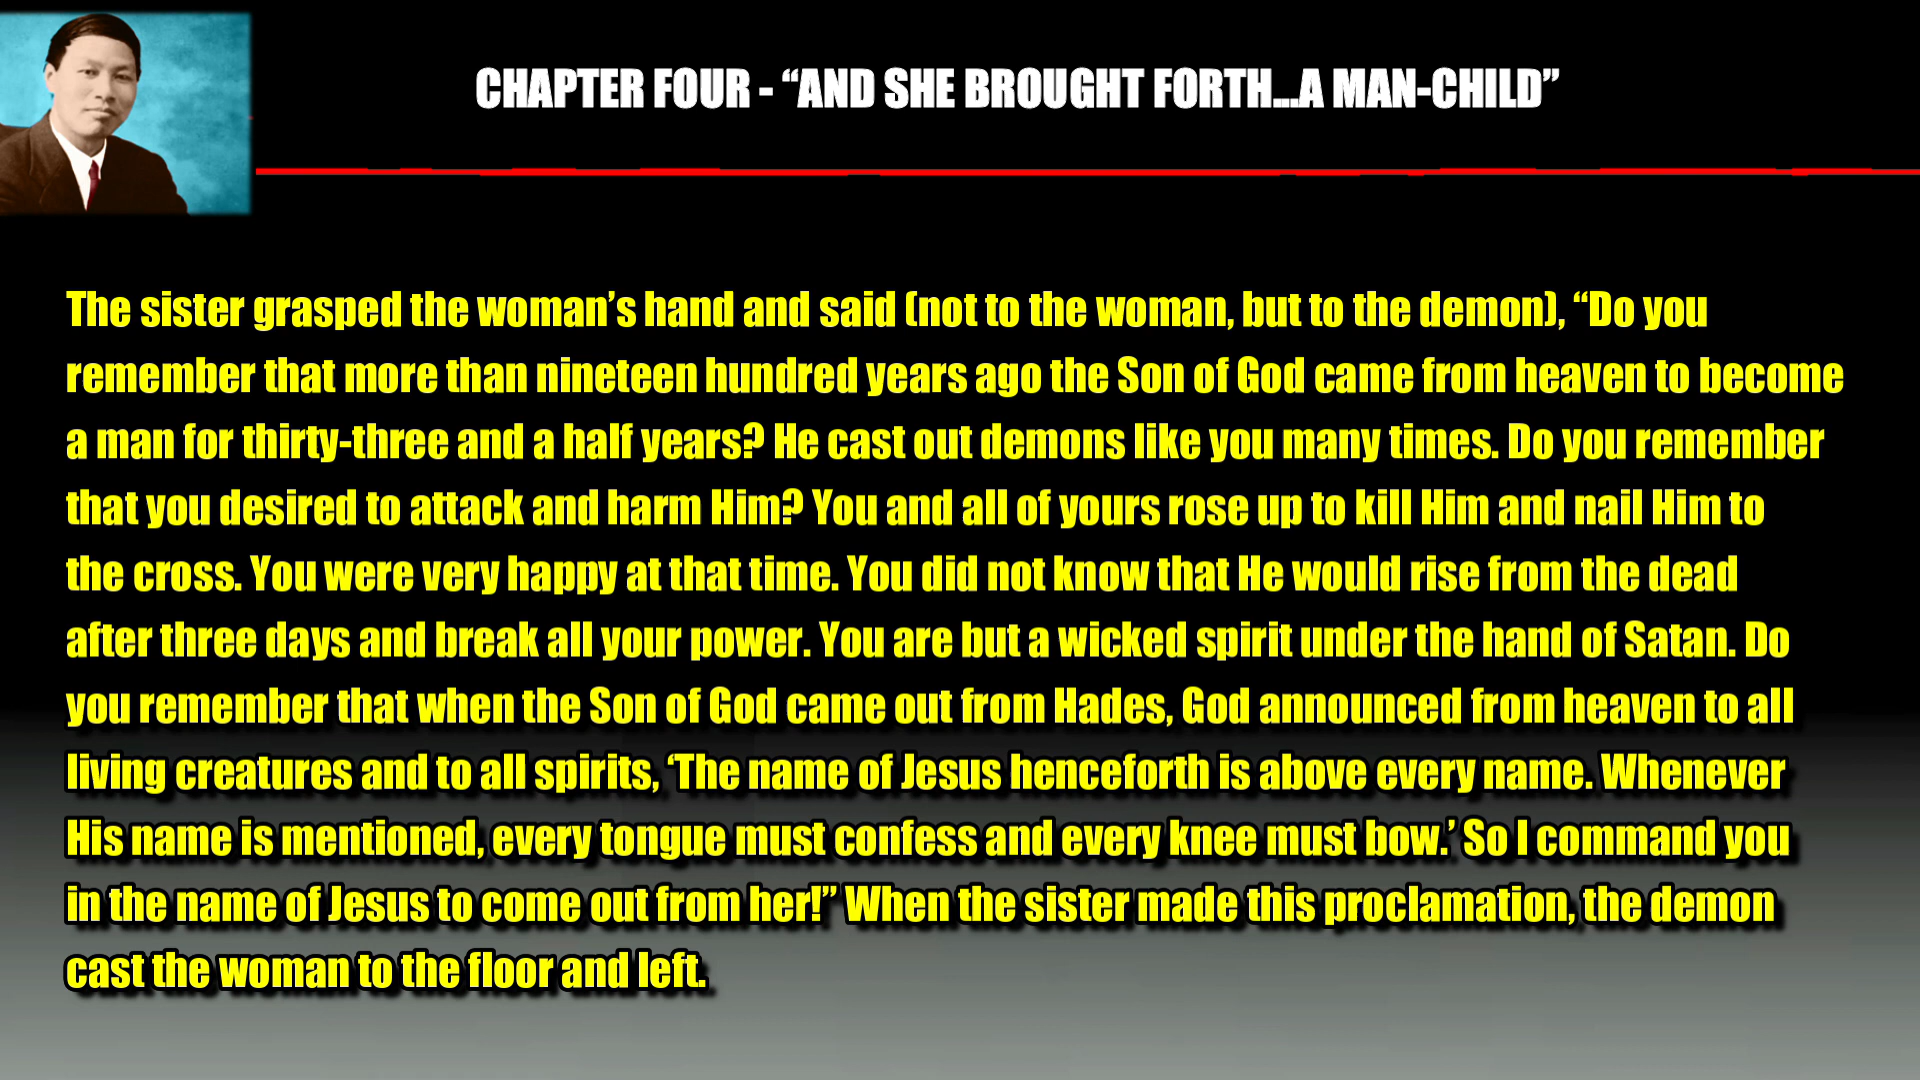 CHAPTER FOUR - “AND SHE BROUGHT FORTH...A MAN-CHILD”
The sister grasped the woman’s hand and said (not to the woman, but to the demon), “Do you
remember that more than nineteen hundred years ago the Son of God came from heaven to become
a man for thirty-three and a half years? He cast out demons like you many times. Do you remember
that you desired to attack and harm Him? You and all of yours rose up to kill Him and nail Him to
the cross. You were very happy at that time. You did not know that He would rise from the dead
after three days and break all your power. You are but a wicked spirit under the hand of Satan. Do
you remember that when the Son of God came out from Hades, God announced from heaven to all
living creatures and to all spirits, ‘The name of Jesus henceforth is above every name. Whenever
His name is mentioned, every tongue must confess and every knee must bow.’ So I command you
in the name of Jesus to come out from her!” When the sister made this proclamation, the demon
cast the woman to the floor and left.